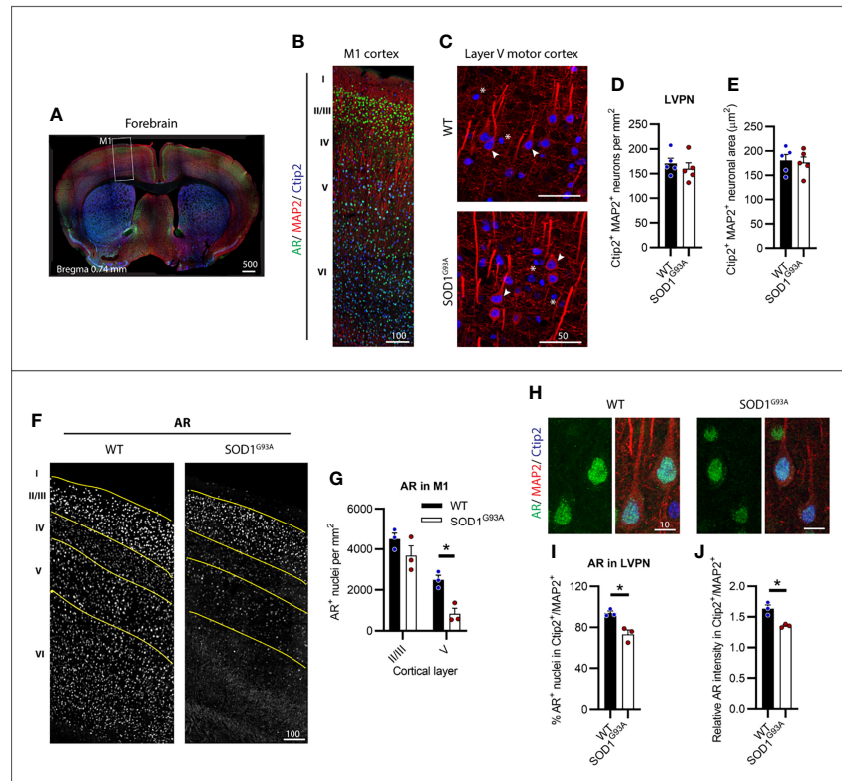 A
Forebrain
M1
Bregma 0.74 mm
500
B
M1 cortex
AR/ MAP2/ Ctip2
I
II/III
IV
V
VI
100
C
Layer V motor cortex
WT
*
*
SOD1G93A
*
*
50
D
LVPN
Ctip2+ MAP2+ neurons per mm2
250
200
150
100
50
0
WT
SOD1G93A
E
Ctip2+ MAP2+ neuronal area (μm2)
250
200
150
100
50
0
WT
SOD1G93A
F
AR
WT
SOD1G93A
I
II/III
IV
V
VI
100
G
AR in M1
WT
SOD1G93A
AR+ nuclei per mm2
6000
4000
2000
0
*
II/III
V
Cortical layer
H
WT
SOD1G93A
AR/ MAP2/ Ctip2
10
I
AR in LVPN
% AR+ nuclei in Ctip2+/MAP2+
120
80
40
0
*
WT
SOD1G93A
J
Relative AR intensity in Ctip2+/MAP2+
2.0
1.5
1.0
0.5
0.0
*
WT
SOD1G93A